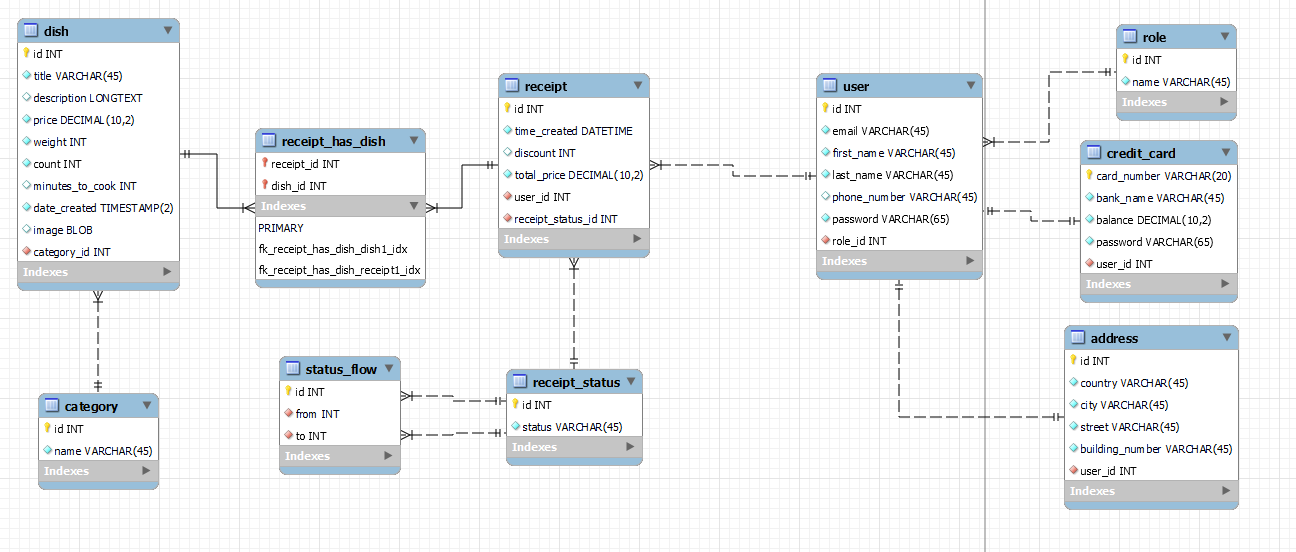 dish
id INT
title VARCHAR(45)
description LONGTEXT
price DECIMAL(10,2)
weight INT
count INT
minutes_to_cook INT
date_created TIMESTAMP(2)
image BLOB
category_id INT
Indexes
category
id INT
name VARCHAR(45)
Indexes
receipt_has_dish
receipt_id INT
dish_id INT
Indexes
PRIMARY
fk_receipt_has_dish_dish1_idx
fk_receipt_has_dish_receipt1_idx
status_flow
id INT
from INT
to INT
Indexes
receipt
id INT
time_created DATETIME
discount INT
total_price DECIMAL(10,2)
user_id INT
receipt_status_id INT
Indexes
receipt_status
id INT
status VARCHAR(45)
Indexes
user
id INT
email VARCHAR(45)
first_name VARCHAR(45)
last_name VARCHAR(45)
phone_number VARCHAR(45)
password VARCHAR(65)
role_id INT
Indexes
role
id INT
name VARCHAR(45)
Indexes
credit_card
card_number VARCHAR(20)
bank_name VARCHAR(45)
balance DECIMAL(10,2)
password VARCHAR(65)
user_id INT
Indexes
address
id INT
country VARCHAR(45)
city VARCHAR(45)
street VARCHAR(45)
building_number VARCHAR(45)
user_id INT
Indexes